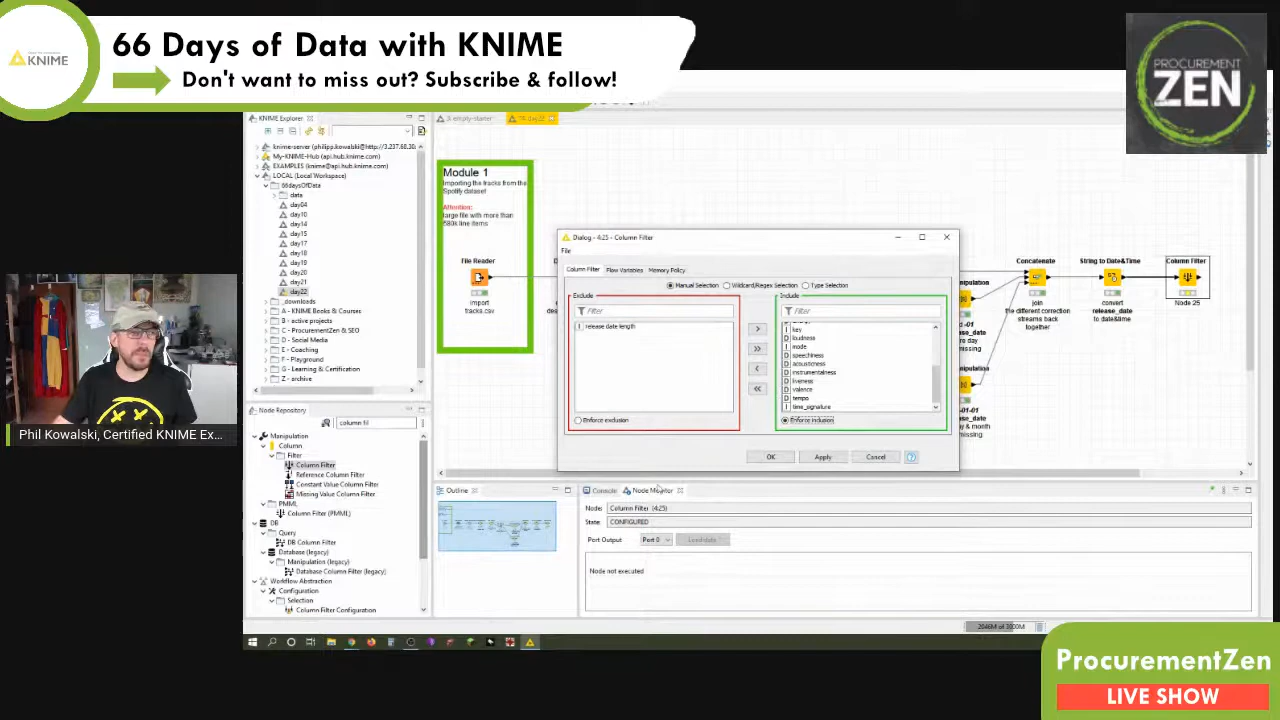 66 Days of Data with KNIME
Don't want to miss out? Subscribe & follow!
KNIME
PROCUREMENT
ZEN
KNIME Explorer
My-KNIME-Hub (api.hub.knime.com)
EXAMPLES (knime@api.hub.knime.com)
LOCAL (Local Workspace)
66daysOfData
data
day04
day10
day14
day15
day17
day18
day19
day20
day21
day22
_downloads
A - KNIME Books & Courses
B - active projects
C - ProcurementZen & SEO
D - Social Media
E - Coaching
F - Playground
G - Learning & Certification
Z - archive
Node Repository
column fil
Manipulation
Column
Filter
Column Filter
Reference Column Filter
Constant Value Column Filter
Missing Value Column Filter
PMML
Column Filter (PMML)
DB
Query
DB Column Filter
Database (legacy)
Manipulation (legacy)
Database Column Filter (legacy)
Workflow Abstraction
Configuration
Selection
Column Filter Configuration
Module 1
Importing the tracks from the
Spotify dataset
Attention:
large file with more than
580k line items
File Reader
import
tracks.csv
Dialog - 4:25 - Column Filter
File
Column Filter Flow Variables Memory Policy
Manual Selection Wildcard/Regex Selection Type Selection
Exclude
Filter
release date length
Enforce exclusion
Include
Filter
key
loudness
mode
speechiness
acousticness
instrumentalness
liveness
valence
tempo
time_signature
Enforce inclusion
OK Apply Cancel
Concatenate
join
the different correction
streams back
together
String to Date&Time
convert
release_date
to date&time
Column Filter
Node 25
Outline
Console Node Monitor
Node: Column Filter (4:25)
State CONFIGURED
Port Output Port 0
Node not executed
2046M of 3000M
Phil Kowalski, Certified KNIME Ex...
ProcurementZen
LIVE SHOW